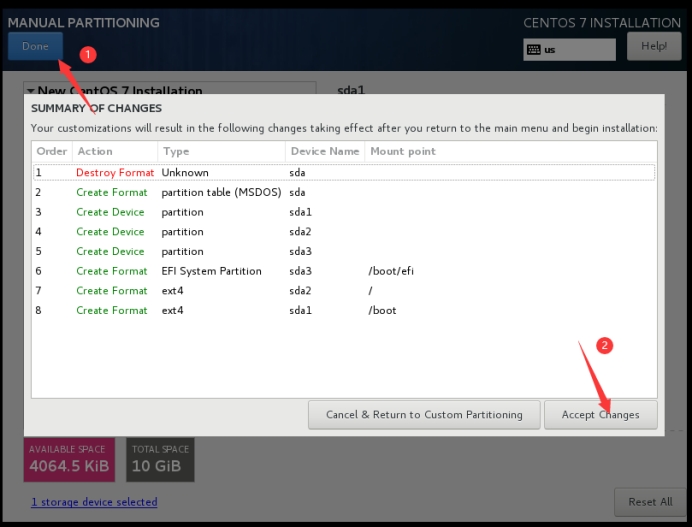 MANUAL PARTITIONING
CENTOS 7 INSTALLATION
Done
1
us
Help!
New CentOS 7 Installation
sda1
SUMMARY OF CHANGES
Your customizations will result in the following changes taking effect after you return to the main menu and begin installation:
Order Action Type Device Name Mount point
1 Destroy Format Unknown sda
2 Create Format partition table (MSDOS) sda
3 Create Device partition sda1
4 Create Device partition sda2
5 Create Device partition sda3
6 Create Format EFI System Partition sda3 /boot/efi
7 Create Format ext4 sda2 /
8 Create Format ext4 sda1 /boot
2
Cancel & Return to Custom Partitioning
Accept Changes
AVAILABLE SPACE
4064.5 KiB
TOTAL SPACE
10 GiB
1 storage device selected
Reset All